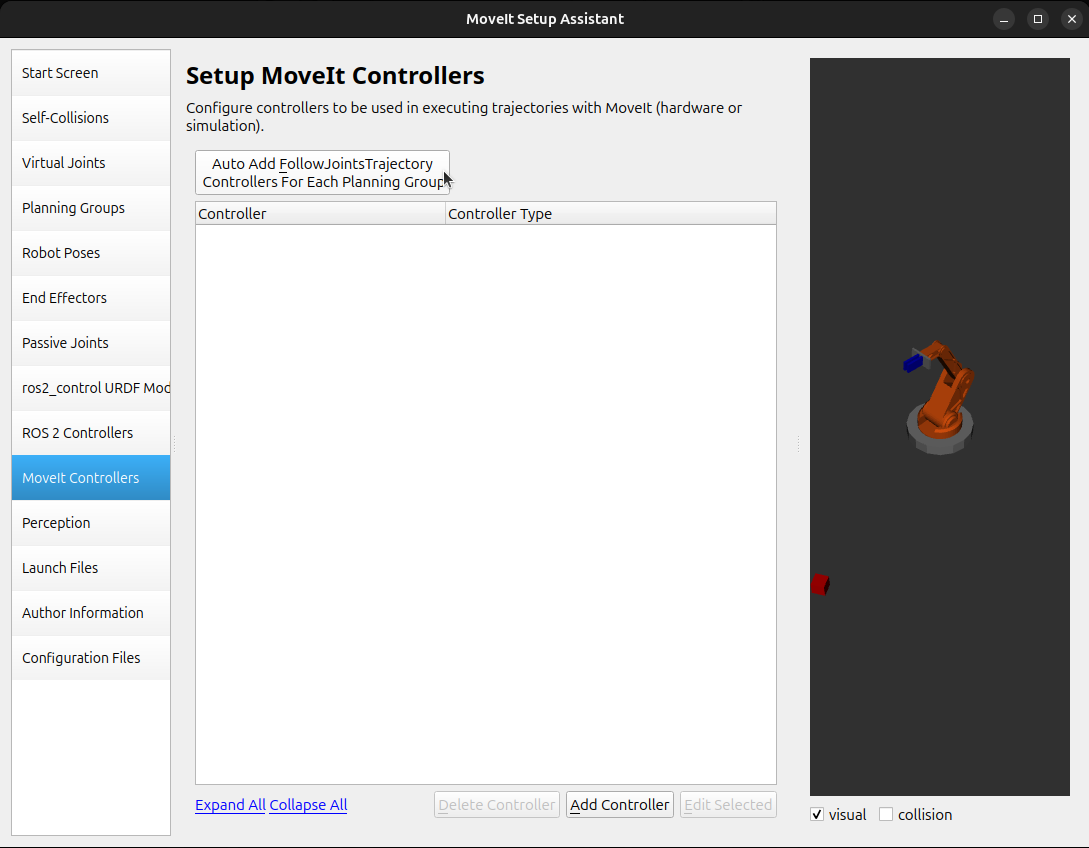 MoveIt Setup Assistant
Start Screen
Self-Collisions
Virtual Joints
Planning Groups
Robot Poses
End Effectors
Passive Joints
ros2_control URDF Mod
ROS 2 Controllers
MoveIt Controllers
Perception
Launch Files
Author Information
Configuration Files
Setup MoveIt Controllers
Configure controllers to be used in executing trajectories with MoveIt (hardware or
simulation).
Auto Add FollowJointsTrajectory
Controllers For Each Planning Group
Controller Controller Type
Expand All Collapse All Delete Controller Add Controller Edit Selected
visual collision